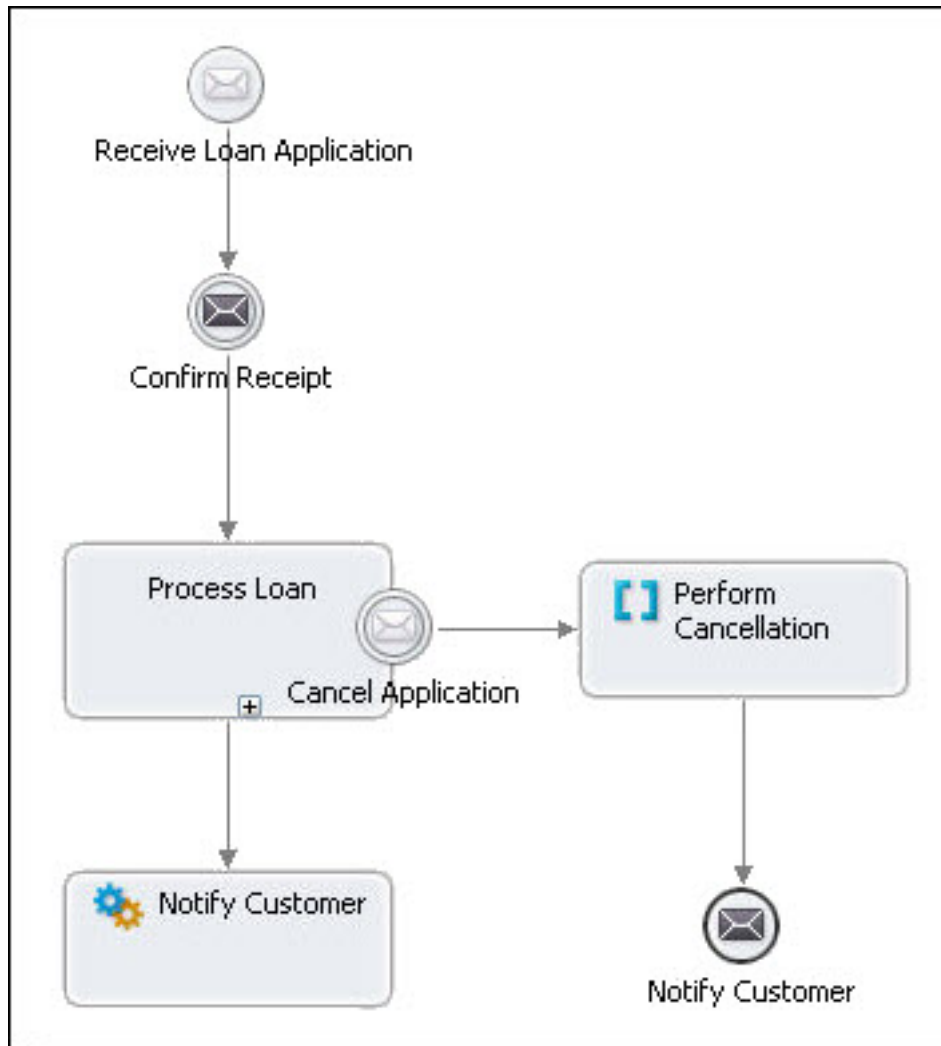 Receive Loan Application
Confirm Receipt
Process Loan
Cancel Application
Perform
Cancellation
Notify Customer
Notify Customer